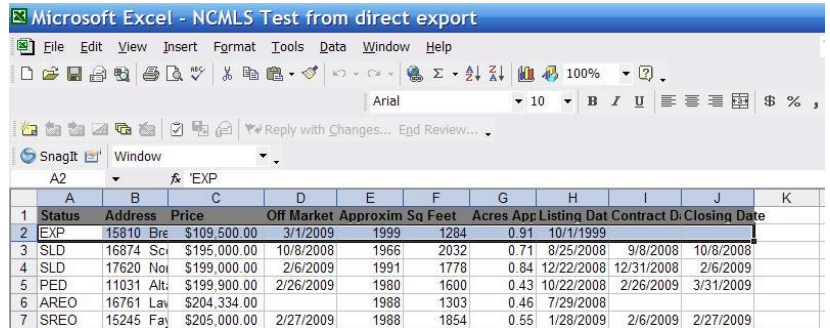 Microsoft Excel - NCMLS Test from direct export
File Edit View Insert Format Tools Data Window Help
100%
Arial 10 B I U $ % ,
Reply with Changes... End Review...
SnagIt Window
A2 fx 'EXP
A B C D E F G H I J K
1 Status Address Price Off Market Approxim Sq Feet Acres App Listing Dat Contract Da Closing Date
2 EXP 15810 Bre $109,500.00 3/1/2009 1999 1284 0.91 10/1/1999
3 SLD 16874 Sco $195,000.00 10/8/2008 1966 2032 0.71 8/25/2008 9/8/2008 10/8/2008
4 SLD 17620 Nor $199,000.00 2/6/2009 1991 1778 0.84 12/22/2008 12/31/2008 2/6/2009
5 PED 11031 Alta $199,900.00 2/26/2009 1980 1600 0.43 10/22/2008 2/26/2009 3/31/2009
6 AREO 16761 Law $204,334.00 1988 1303 0.46 7/29/2008
7 SREO 15245 Fay $205,000.00 2/27/2009 1988 1854 0.55 1/28/2009 2/6/2009 2/27/2009